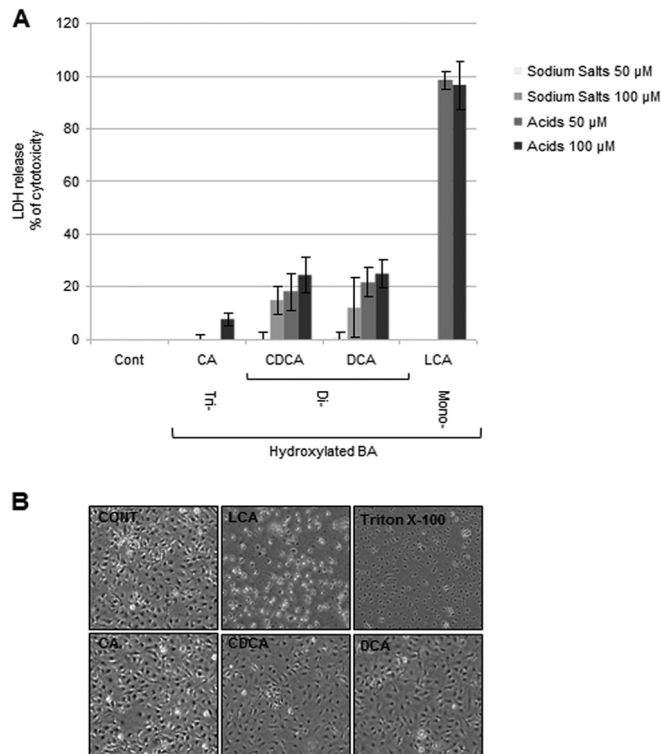 A
120
100
80
60
40
20
0
LDH release
% of cytotoxicity
Sodium Salts 50 µM
Sodium Salts 100 µM
Acids 50 µM
Acids 100 µM
Cont CA CDCA DCA LCA
Tri- Di- Mono-
Hydroxylated BA
B
CONT LCA Triton X-100
CA CDCA DCA